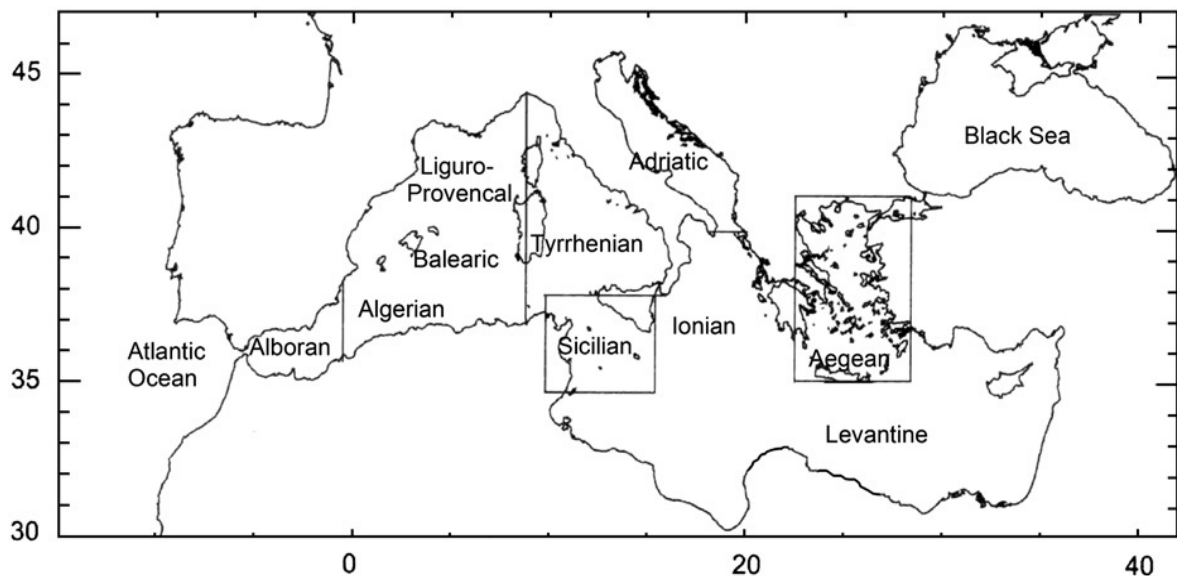 45
Black Sea
Adriatic
Liguro-
Provencal
40
Tyrrhenian
Balearic
Algerian
Ionian
Alboran
Sicilian
Atlantic
Ocean
Aegean
35
Levantine
30
0
20
40